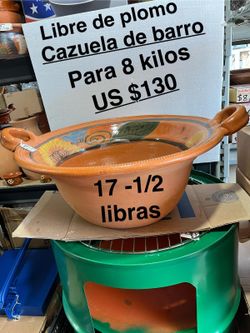 Libre de plomo
Cazuela de barro
Para 8 kilos
US $130
17 -1/2
libras